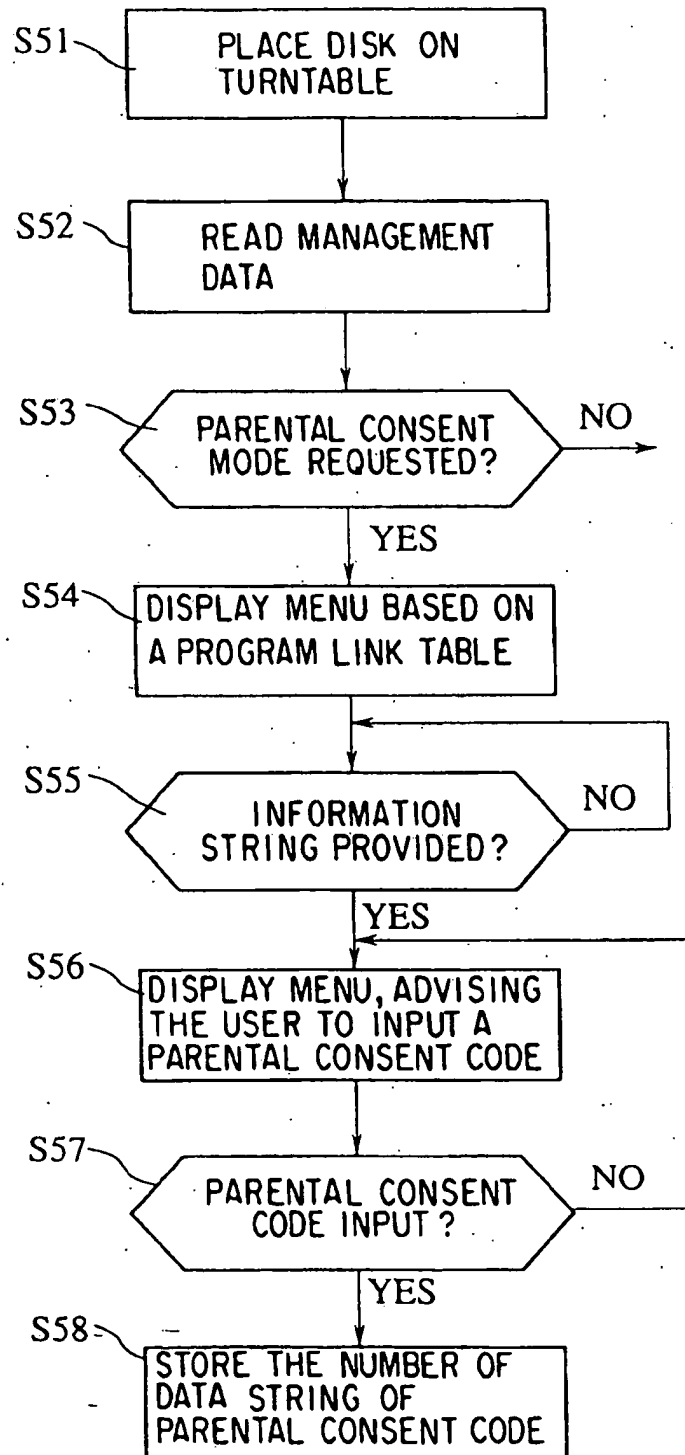 S51
PLACE DISK ON
TURNTABLE
S52
READ MANAGEMENT
DATA
S53
PARENTAL CONSENT
MODE REQUESTED?
NO
YES
S54
DISPLAY MENU BASED ON
A PROGRAM LINK TABLE
S55
INFORMATION
STRING PROVIDED?
NO
YES
S56
DISPLAY MENU, ADVISING
THE USER TO INPUT A
PARENTAL CONSENT CODE
S57
PARENTAL CONSENT
CODE INPUT?
NO
YES
S58
STORE THE NUMBER OF
DATA STRING OF
PARENTAL CONSENT CODE